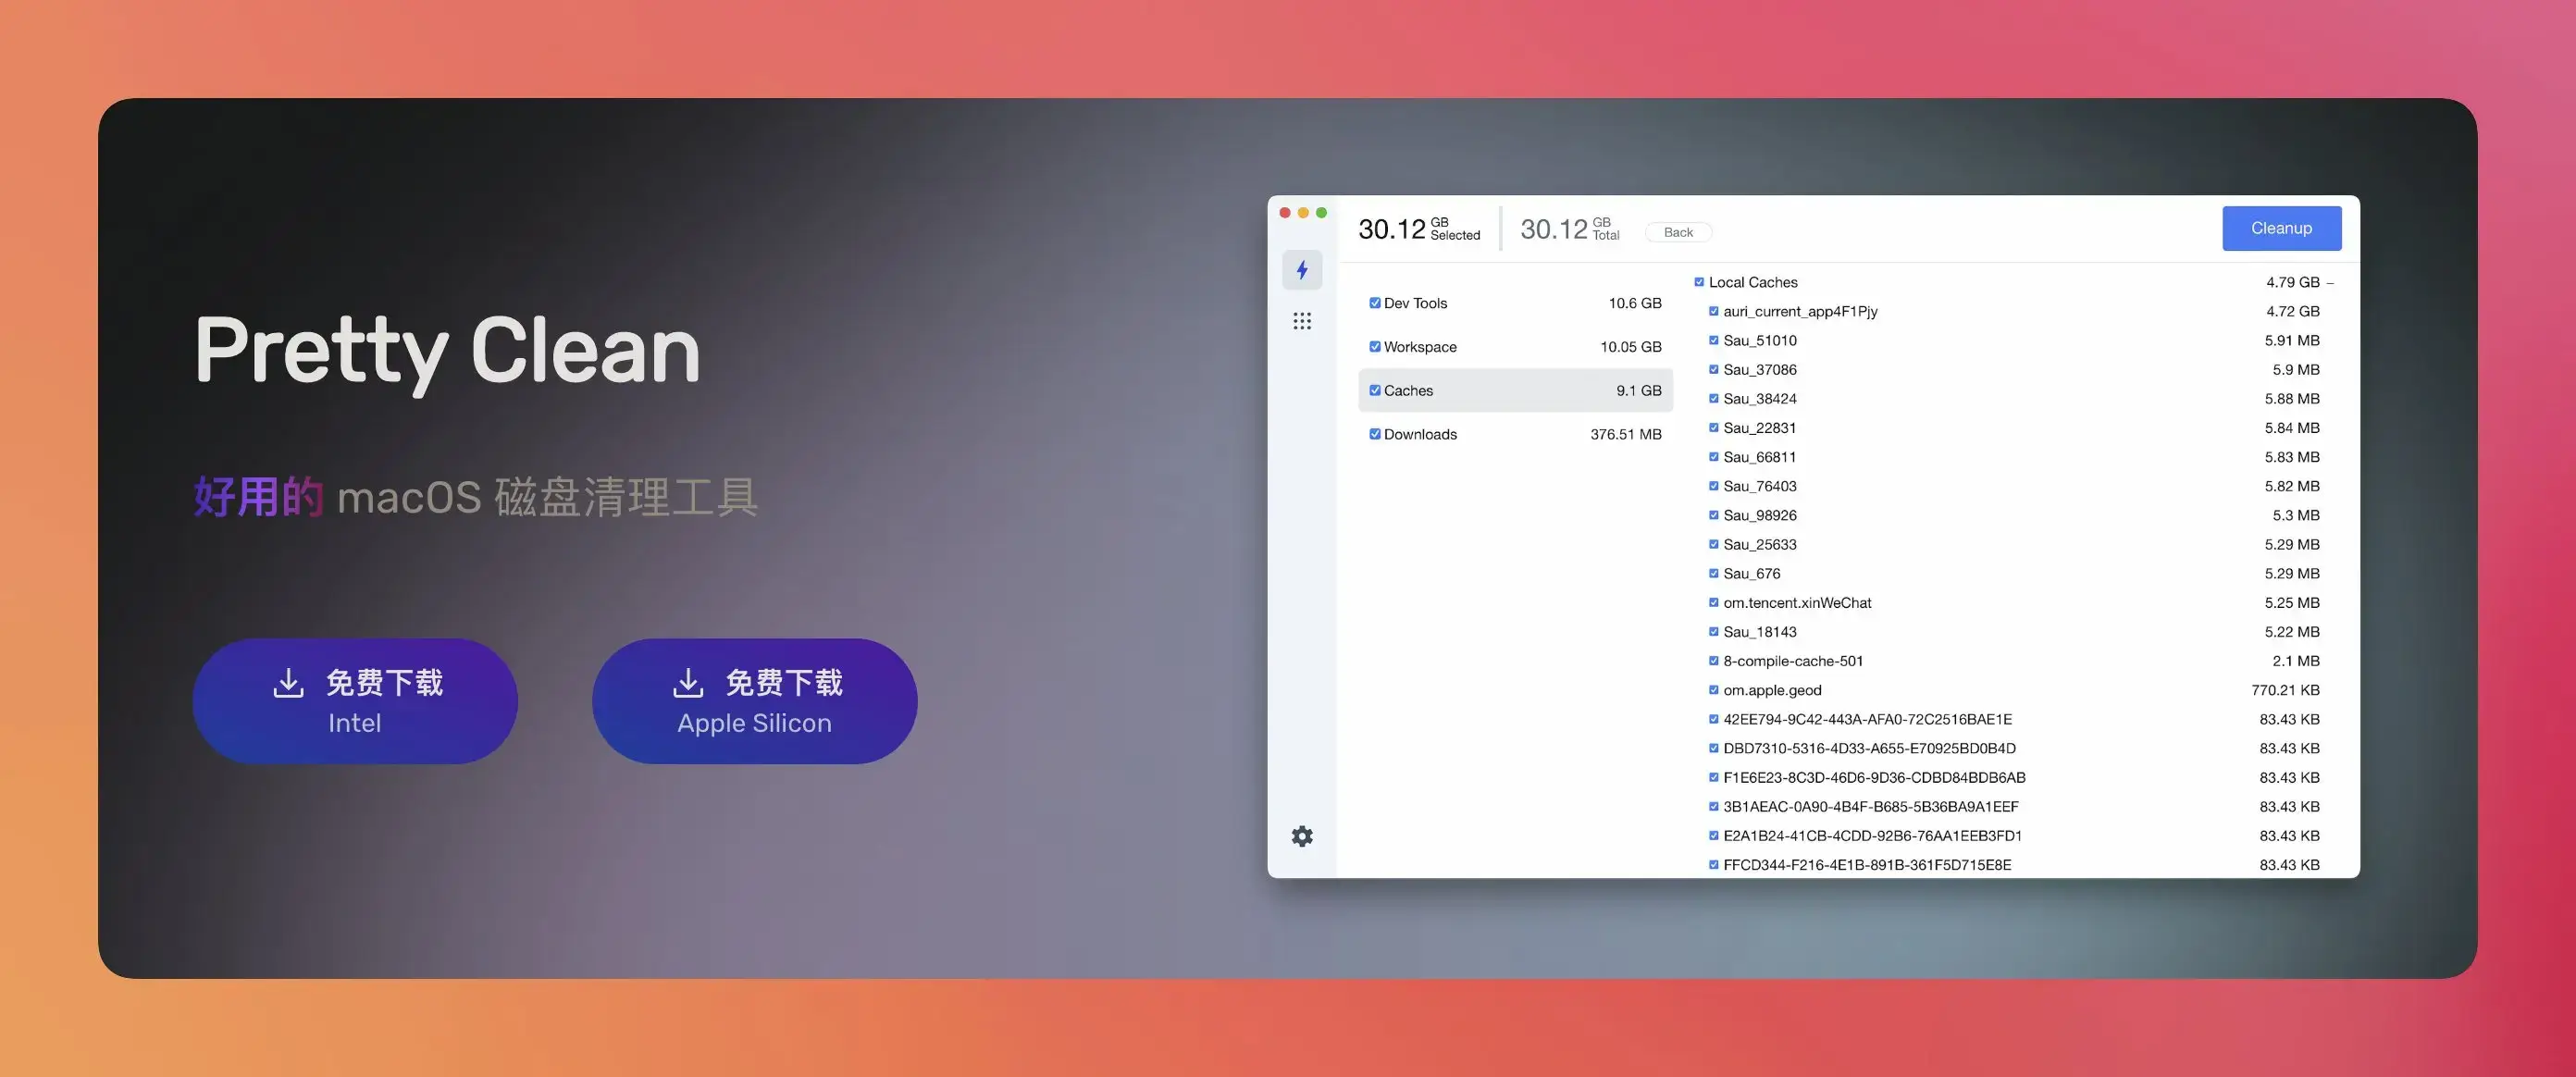 Pretty Clean
好用的 macOS 磁盘清理工具
免费下载
Intel
免费下载
Apple Silicon
30.12 GB Selected
30.12 GB Total
Back
Cleanup
Dev Tools 10.6 GB
Workspace 10.05 GB
Caches 9.1 GB
Downloads 376.51 MB
Local Caches 4.79 GB –
auri_current_app4F1Pjy 4.72 GB
Sau_51010 5.91 MB
Sau_37086 5.9 MB
Sau_38424 5.88 MB
Sau_22831 5.84 MB
Sau_66811 5.83 MB
Sau_76403 5.82 MB
Sau_98926 5.3 MB
Sau_25633 5.29 MB
Sau_676 5.29 MB
om.tencent.xinWeChat 5.25 MB
Sau_18143 5.22 MB
8-compile-cache-501 2.1 MB
om.apple.geod 770.21 KB
42EE794-9C42-443A-AFA0-72C2516BAE1E 83.43 KB
DBD7310-5316-4D33-A655-E70925BD0B4D 83.43 KB
F1E6E23-8C3D-46D6-9D36-CDBD84BDB6AB 83.43 KB
3B1AEAC-0A90-4B4F-B685-5B36BA9A1EEF 83.43 KB
E2A1B24-41CB-4CDD-92B6-76AA1EEB3FD1 83.43 KB
FFCD344-F216-4E1B-891B-361F5D715E8E 83.43 KB